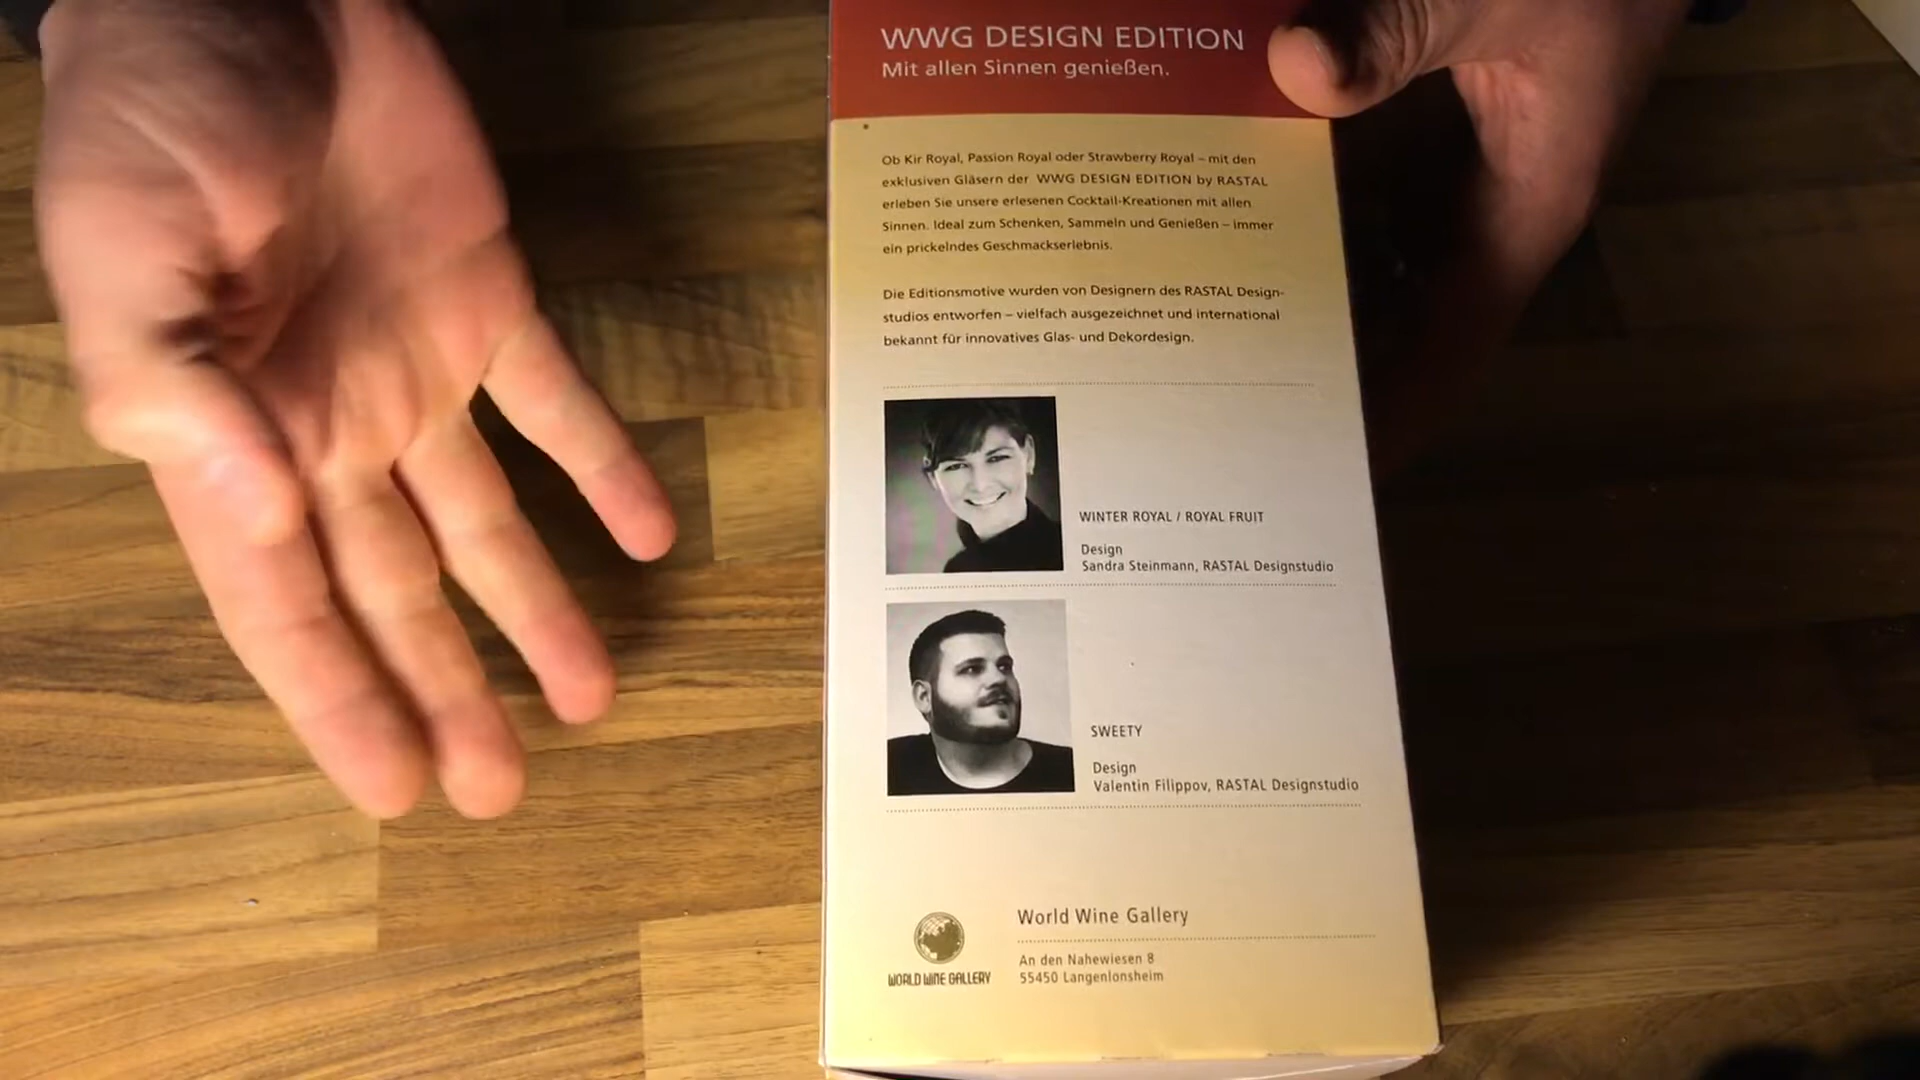 WWG DESIGN EDITION
Mit allen Sinnen genießen.
Ob Kir Royal, Passion Royal oder Strawberry Royal – mit den
exklusiven Gläsern der WWG DESIGN EDITION by RASTAL
erleben Sie unsere erlesenen Cocktail-Kreationen mit allen
Sinnen. Ideal zum Schenken, Sammeln und Genießen – immer
ein prickelndes Geschmackserlebnis.
Die Editionsmotive wurden von Designern des RASTAL Design-
studios entworfen – vielfach ausgezeichnet und international
bekannt für innovatives Glas- und Dekordesign.
WINTER ROYAL / ROYAL FRUIT
Design
Sandra Steinmann, RASTAL Designstudio
SWEETY
Design
Valentin Filippov, RASTAL Designstudio
World Wine Gallery
WORLD WINE GALLERY
An den Nahewiesen 8
55450 Langenlonsheim